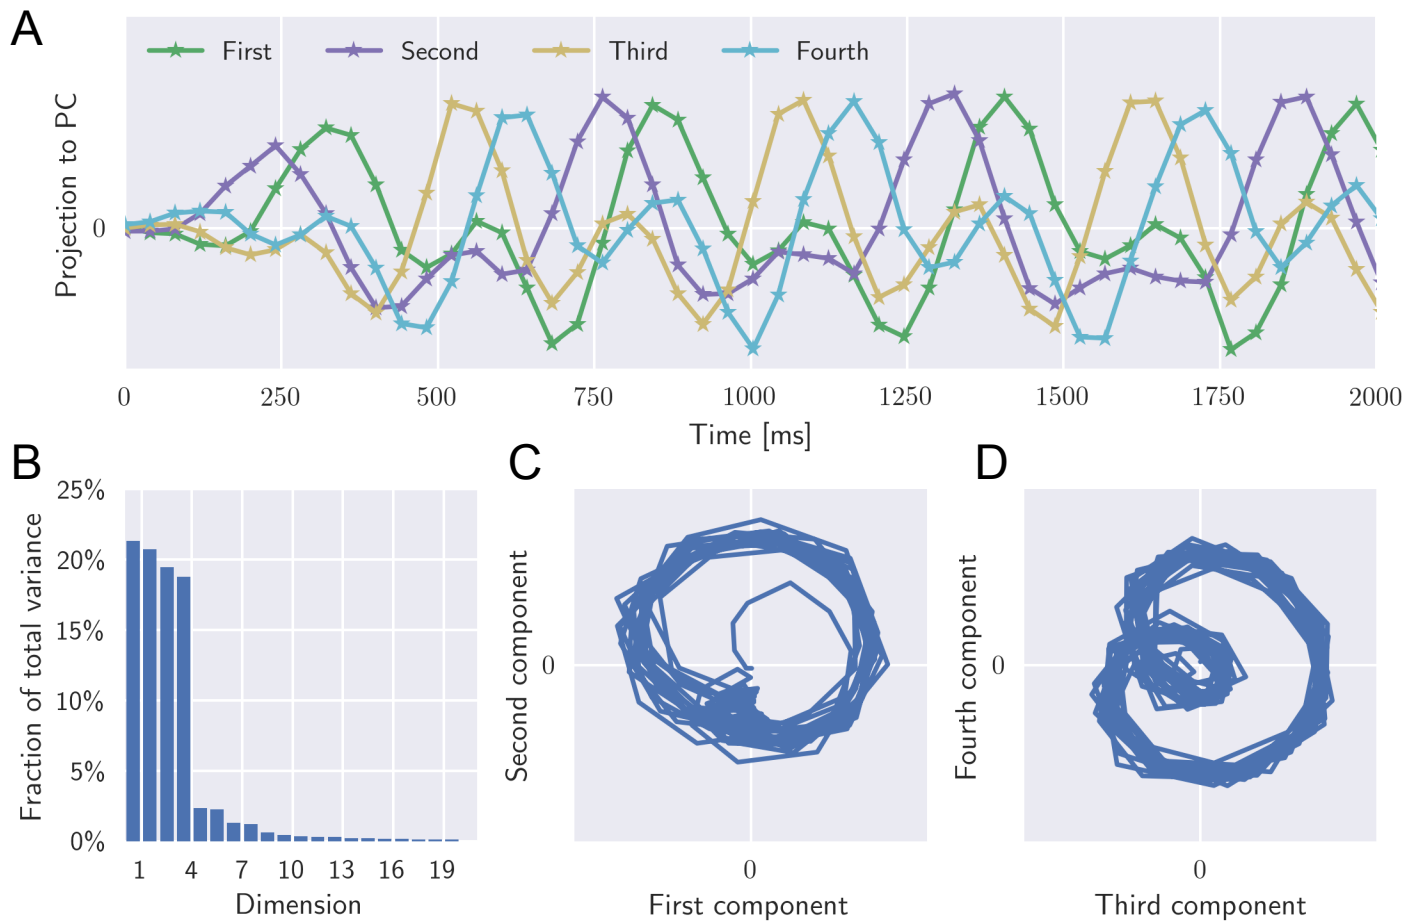 A
First Second Third Fourth
Projection to PC
0
0 250 500 750 1000 1250 1500 1750 2000
Time [ms]
B
25%
20%
15%
10%
5%
0%
Fraction of total variance
1 4 7 10 13 16 19
Dimension
C
Second component
0
0
First component
D
Fourth component
0
0
Third component